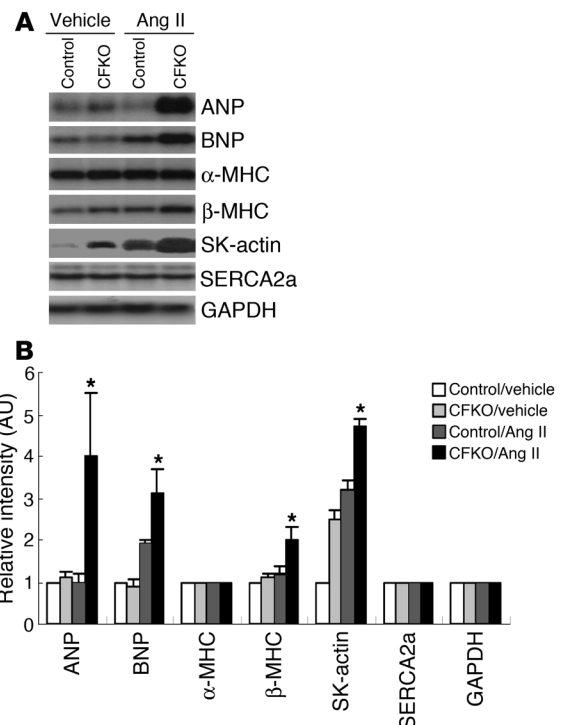 A
Vehicle Ang II
Control CFKO Control CFKO
ANP
BNP
α-MHC
β-MHC
SK-actin
SERCA2a
GAPDH
B
Relative intensity (AU)
6
5
4
3
2
1
0
* * * *
Control/vehicle
CFKO/vehicle
Control/Ang II
CFKO/Ang II
ANP BNP α-MHC β-MHC SK-actin SERCA2a GAPDH